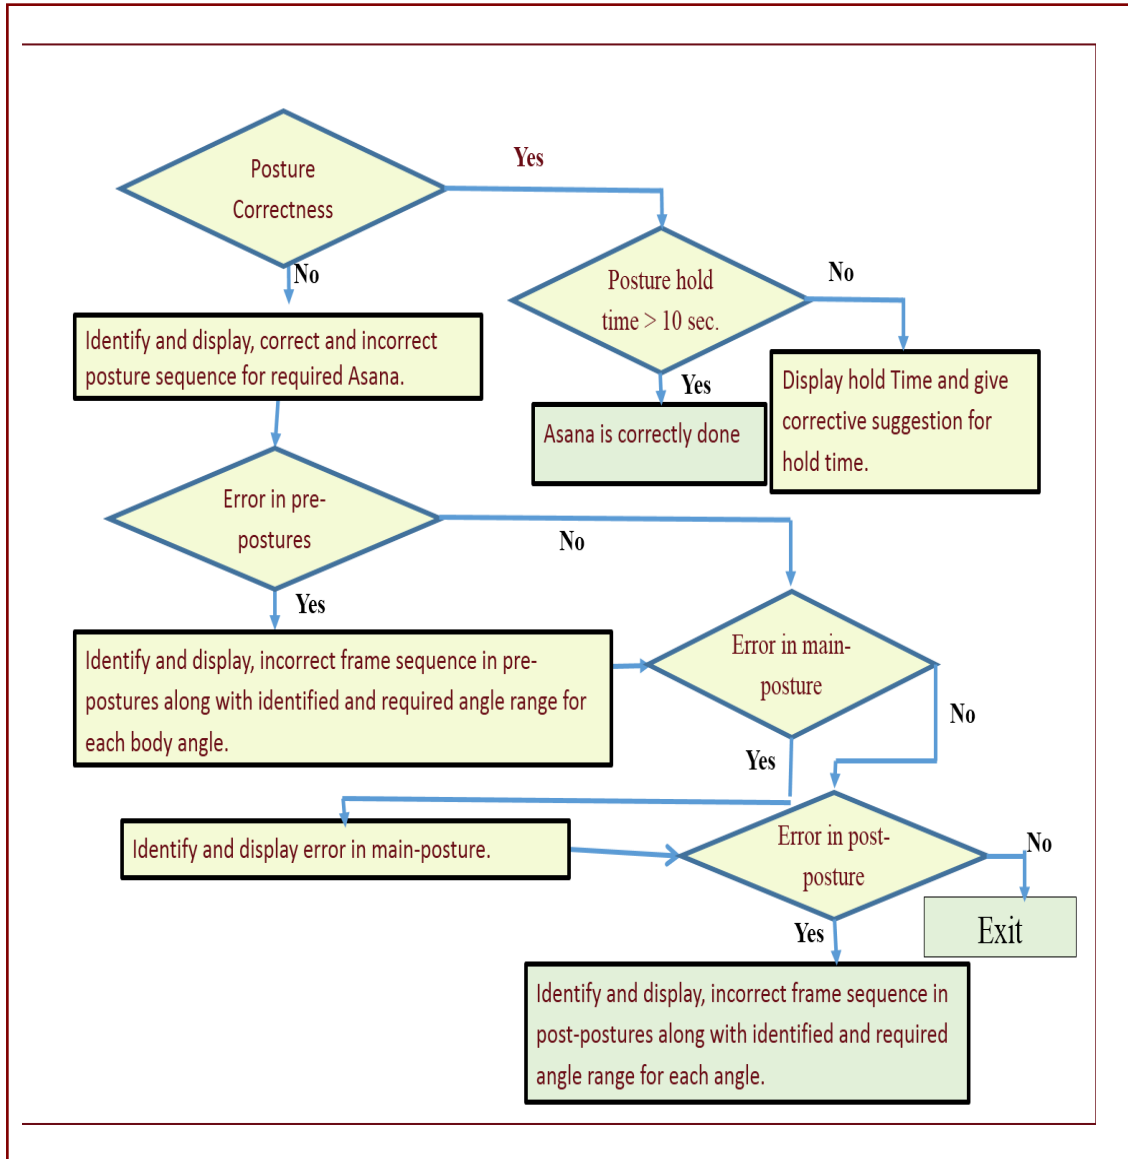 Posture
Correctness
Yes
No
Posture hold
time > 10 sec.
No
Yes
Identify and display, correct and incorrect
posture sequence for required Asana.
Asana is correctly done
Display hold Time and give
corrective suggestion for
hold time.
Error in pre-
postures
No
Yes
Identify and display, incorrect frame sequence in pre-
postures along with identified and required angle range for
each body angle.
Error in main-
posture
No
Yes
Identify and display error in main-posture.
Error in post-
posture
No
Yes
Exit
Identify and display, incorrect frame sequence in
post-postures along with identified and required
angle range for each angle.